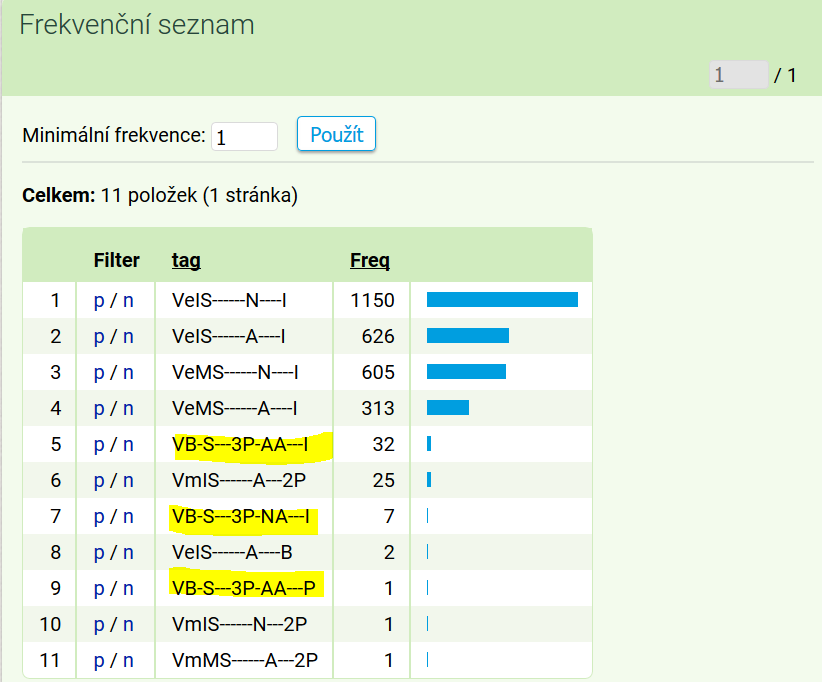 Frekvenční seznam
1 / 1
Minimální frekvence: 1 Použít
Celkem: 11 položek (1 stránka)
Filter tag Freq
1 p / n VeIS------N----I 1150
2 p / n VeIS------A----I 626
3 p / n VeMS------N----I 605
4 p / n VeMS------A----I 313
5 p / n VB-S---3P-AA---I 32
6 p / n VmIS------A---2P 25
7 p / n VB-S---3P-NA---I 7
8 p / n VeIS------A----B 2
9 p / n VB-S---3P-AA---P 1
10 p / n VmIS------N---2P 1
11 p / n VmMS------A---2P 1